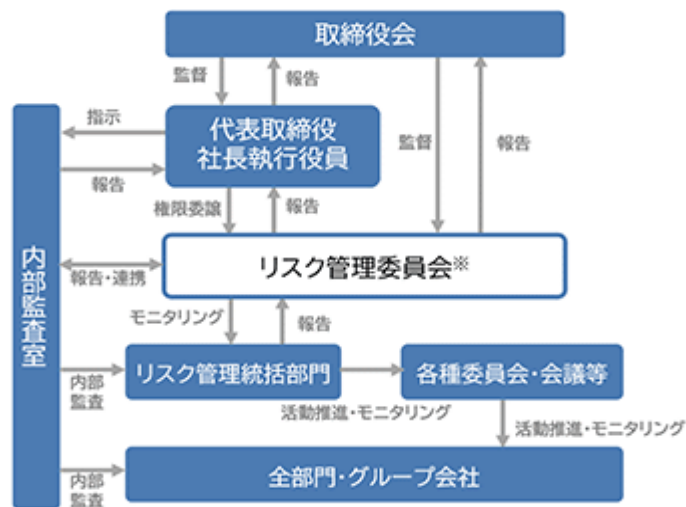 取締役会
監督
報告
監督
報告
指示
代表取締役
社長執行役員
報告
権限委譲
報告
内部監査室
報告・連携
リスク管理委員会※
モニタリング
報告
内部
監査
リスク管理統括部門
各種委員会・会議等
活動推進・モニタリング
活動推進・モニタリング
内部
監査
全部門・グループ会社